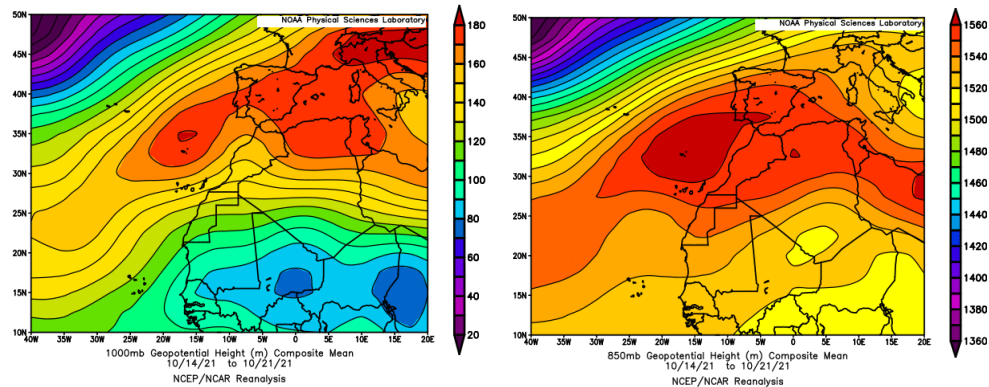 NOAA Physical Sciences Laboratory
50N
45N
40N
35N
30N
25N
20N
15N
10N
40W 35W 30W 25W 20W 15W 10W 5W 0 5E 10E 15E 20E
180
160
140
120
100
80
60
40
20
1000mb Geopotential Height (m) Composite Mean
10/14/21 to 10/21/21
NCEP/NCAR Reanalysis
NOAA Physical Sciences Laboratory
50N
45N
40N
35N
30N
25N
20N
15N
10N
40W 35W 30W 25W 20W 15W 10W 5W 0 5E 10E 15E 20E
1560
1540
1520
1500
1480
1460
1440
1420
1400
1380
1360
850mb Geopotential Height (m) Composite Mean
10/14/21 to 10/21/21
NCEP/NCAR Reanalysis